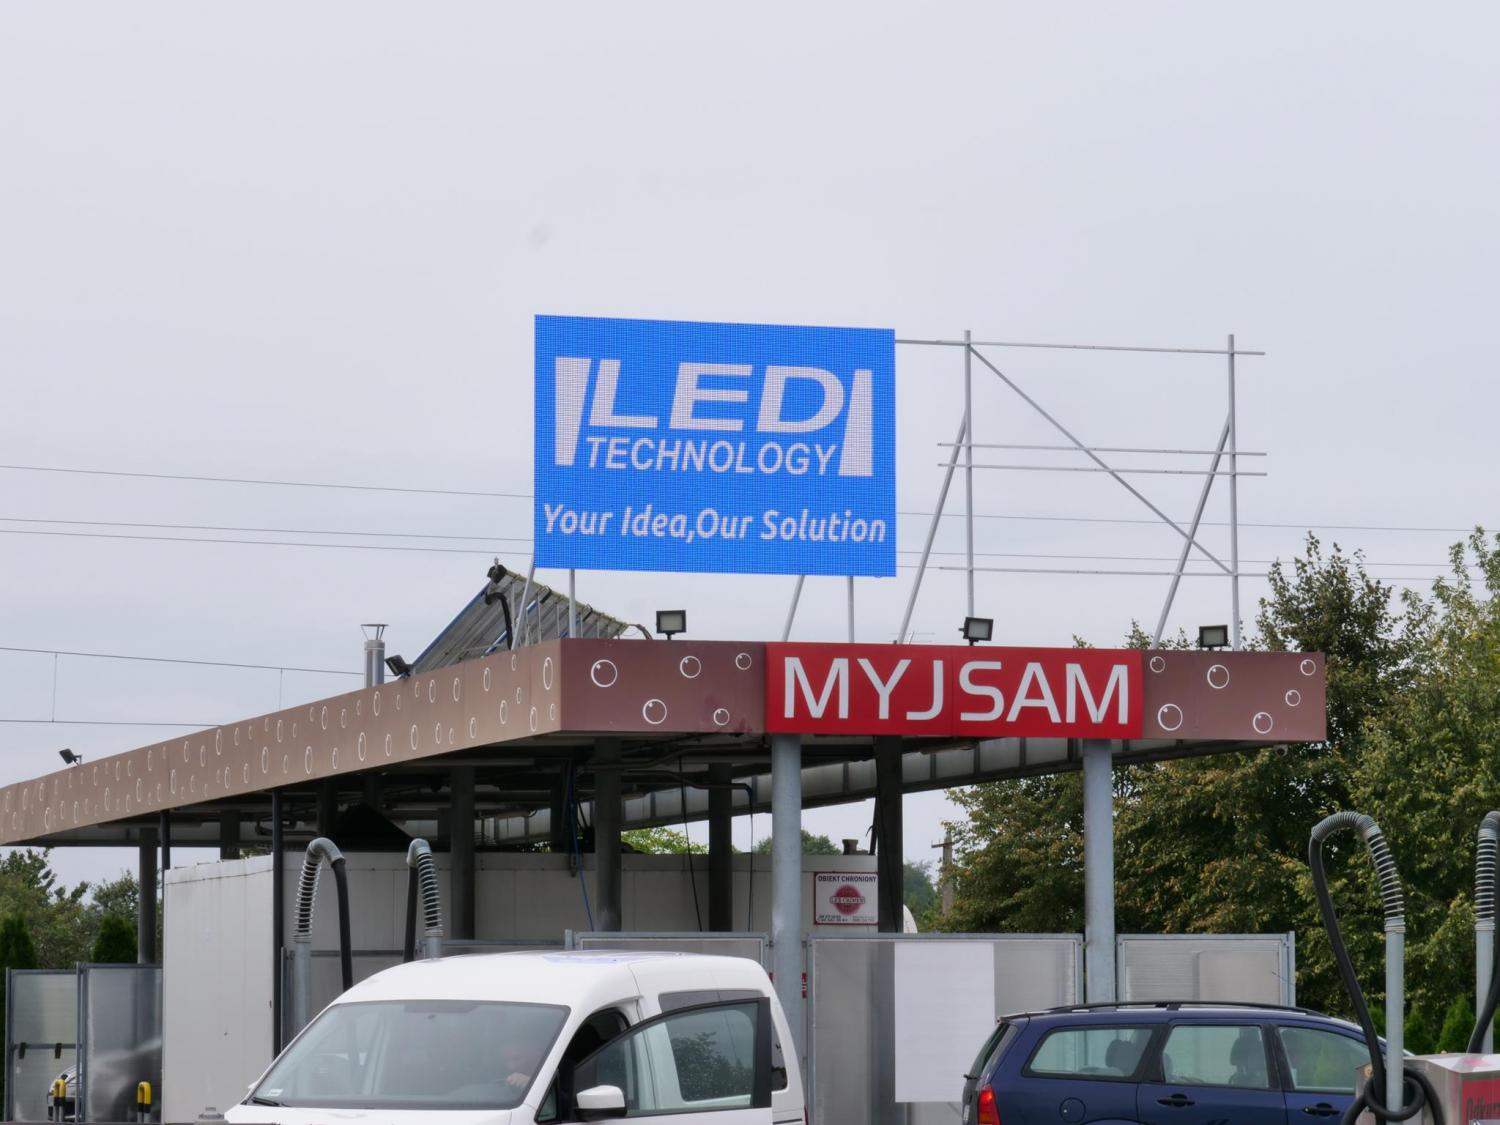 LED
TECHNOLOGY
Your Idea,Our Solution
MYJSAM
OBIEKT CHRONIONY